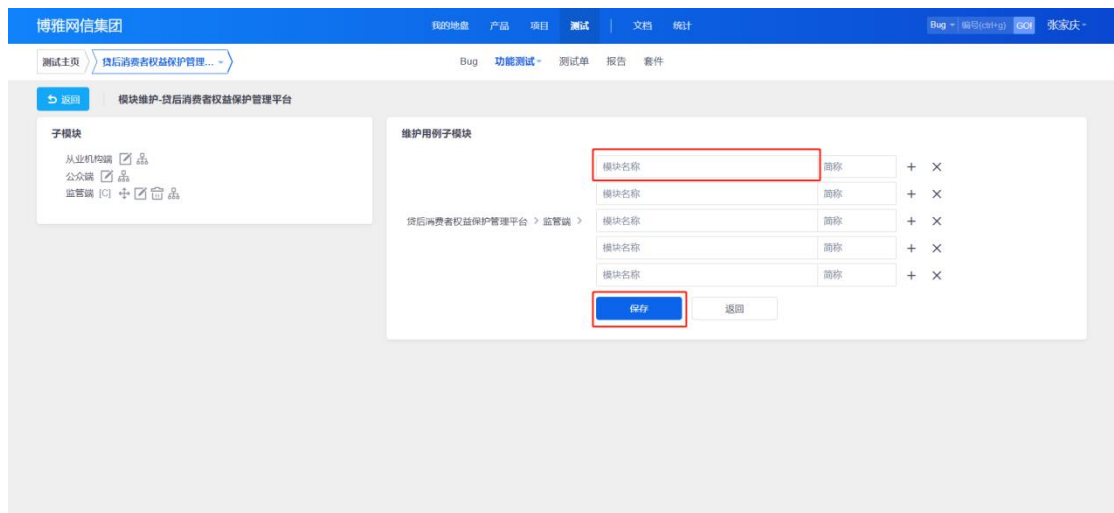 博雅网信集团 我的地盘 产品 项目 测试 文档 统计 Bug 编号(ctrl+g) GO! 张家庆
测试主页 贷后消费者权益保护管理... Bug 功能测试 测试单 报告 套件
返回 模块维护-贷后消费者权益保护管理平台
子模块
从业机构端
公众端
监管端 [C]
维护用例子模块
模块名称 简称
模块名称 简称
贷后消费者权益保护管理平台 > 监管端 > 模块名称 简称
模块名称 简称
模块名称 简称
保存 返回